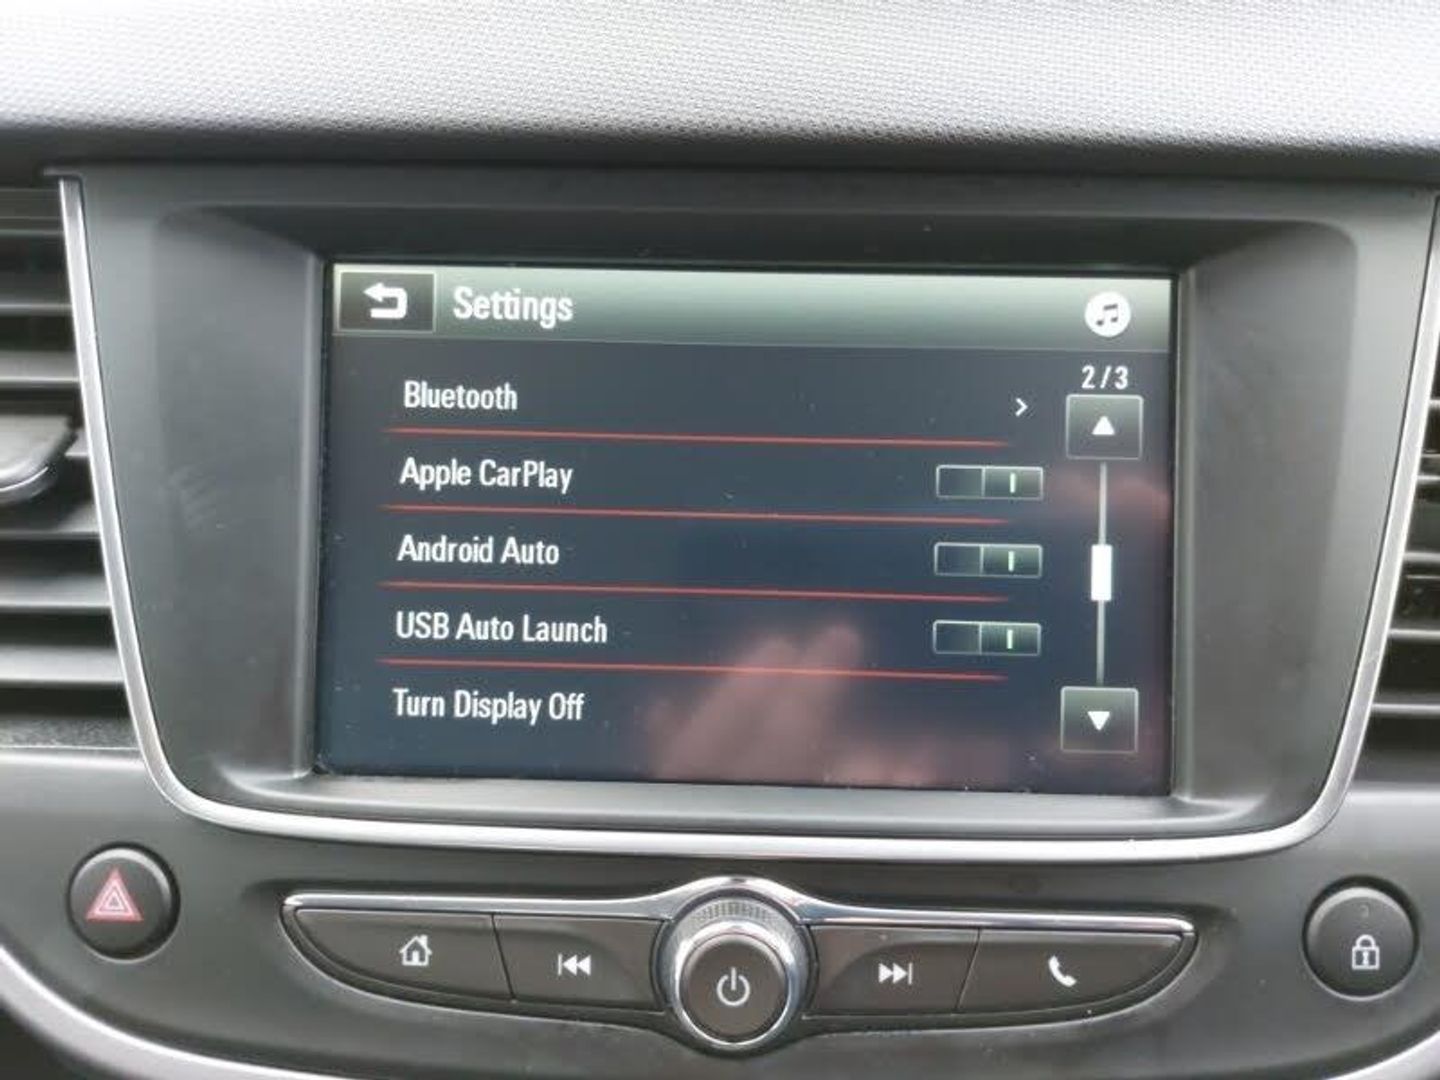 Settings
2/3
Bluetooth
Apple CarPlay
Android Auto
USB Auto Launch
Turn Display Off